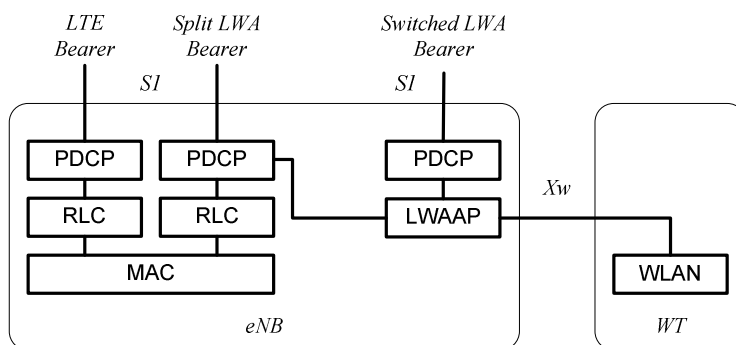 LTE
Bearer
Split LWA
Bearer
Switched LWA
Bearer
S1
S1
PDCP
PDCP
PDCP
Xw
RLC
RLC
LWAAP
MAC
WLAN
eNB
WT